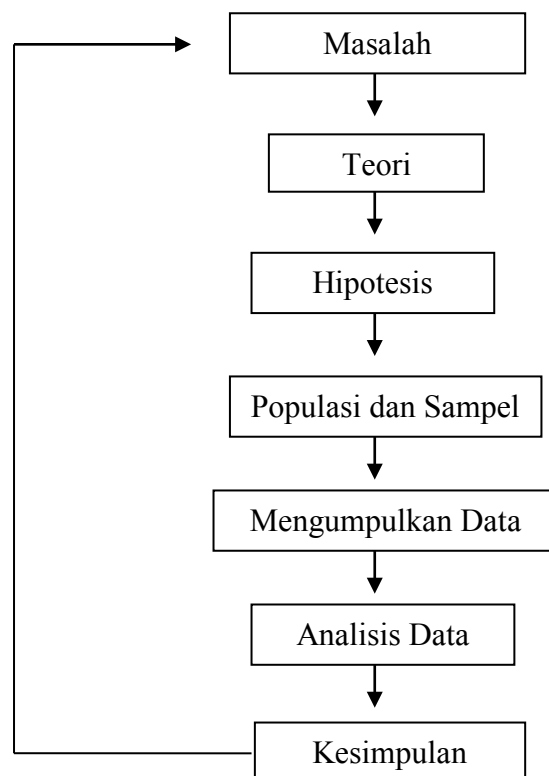 Masalah
Teori
Hipotesis
Populasi dan Sampel
Mengumpulkan Data
Analisis Data
Kesimpulan